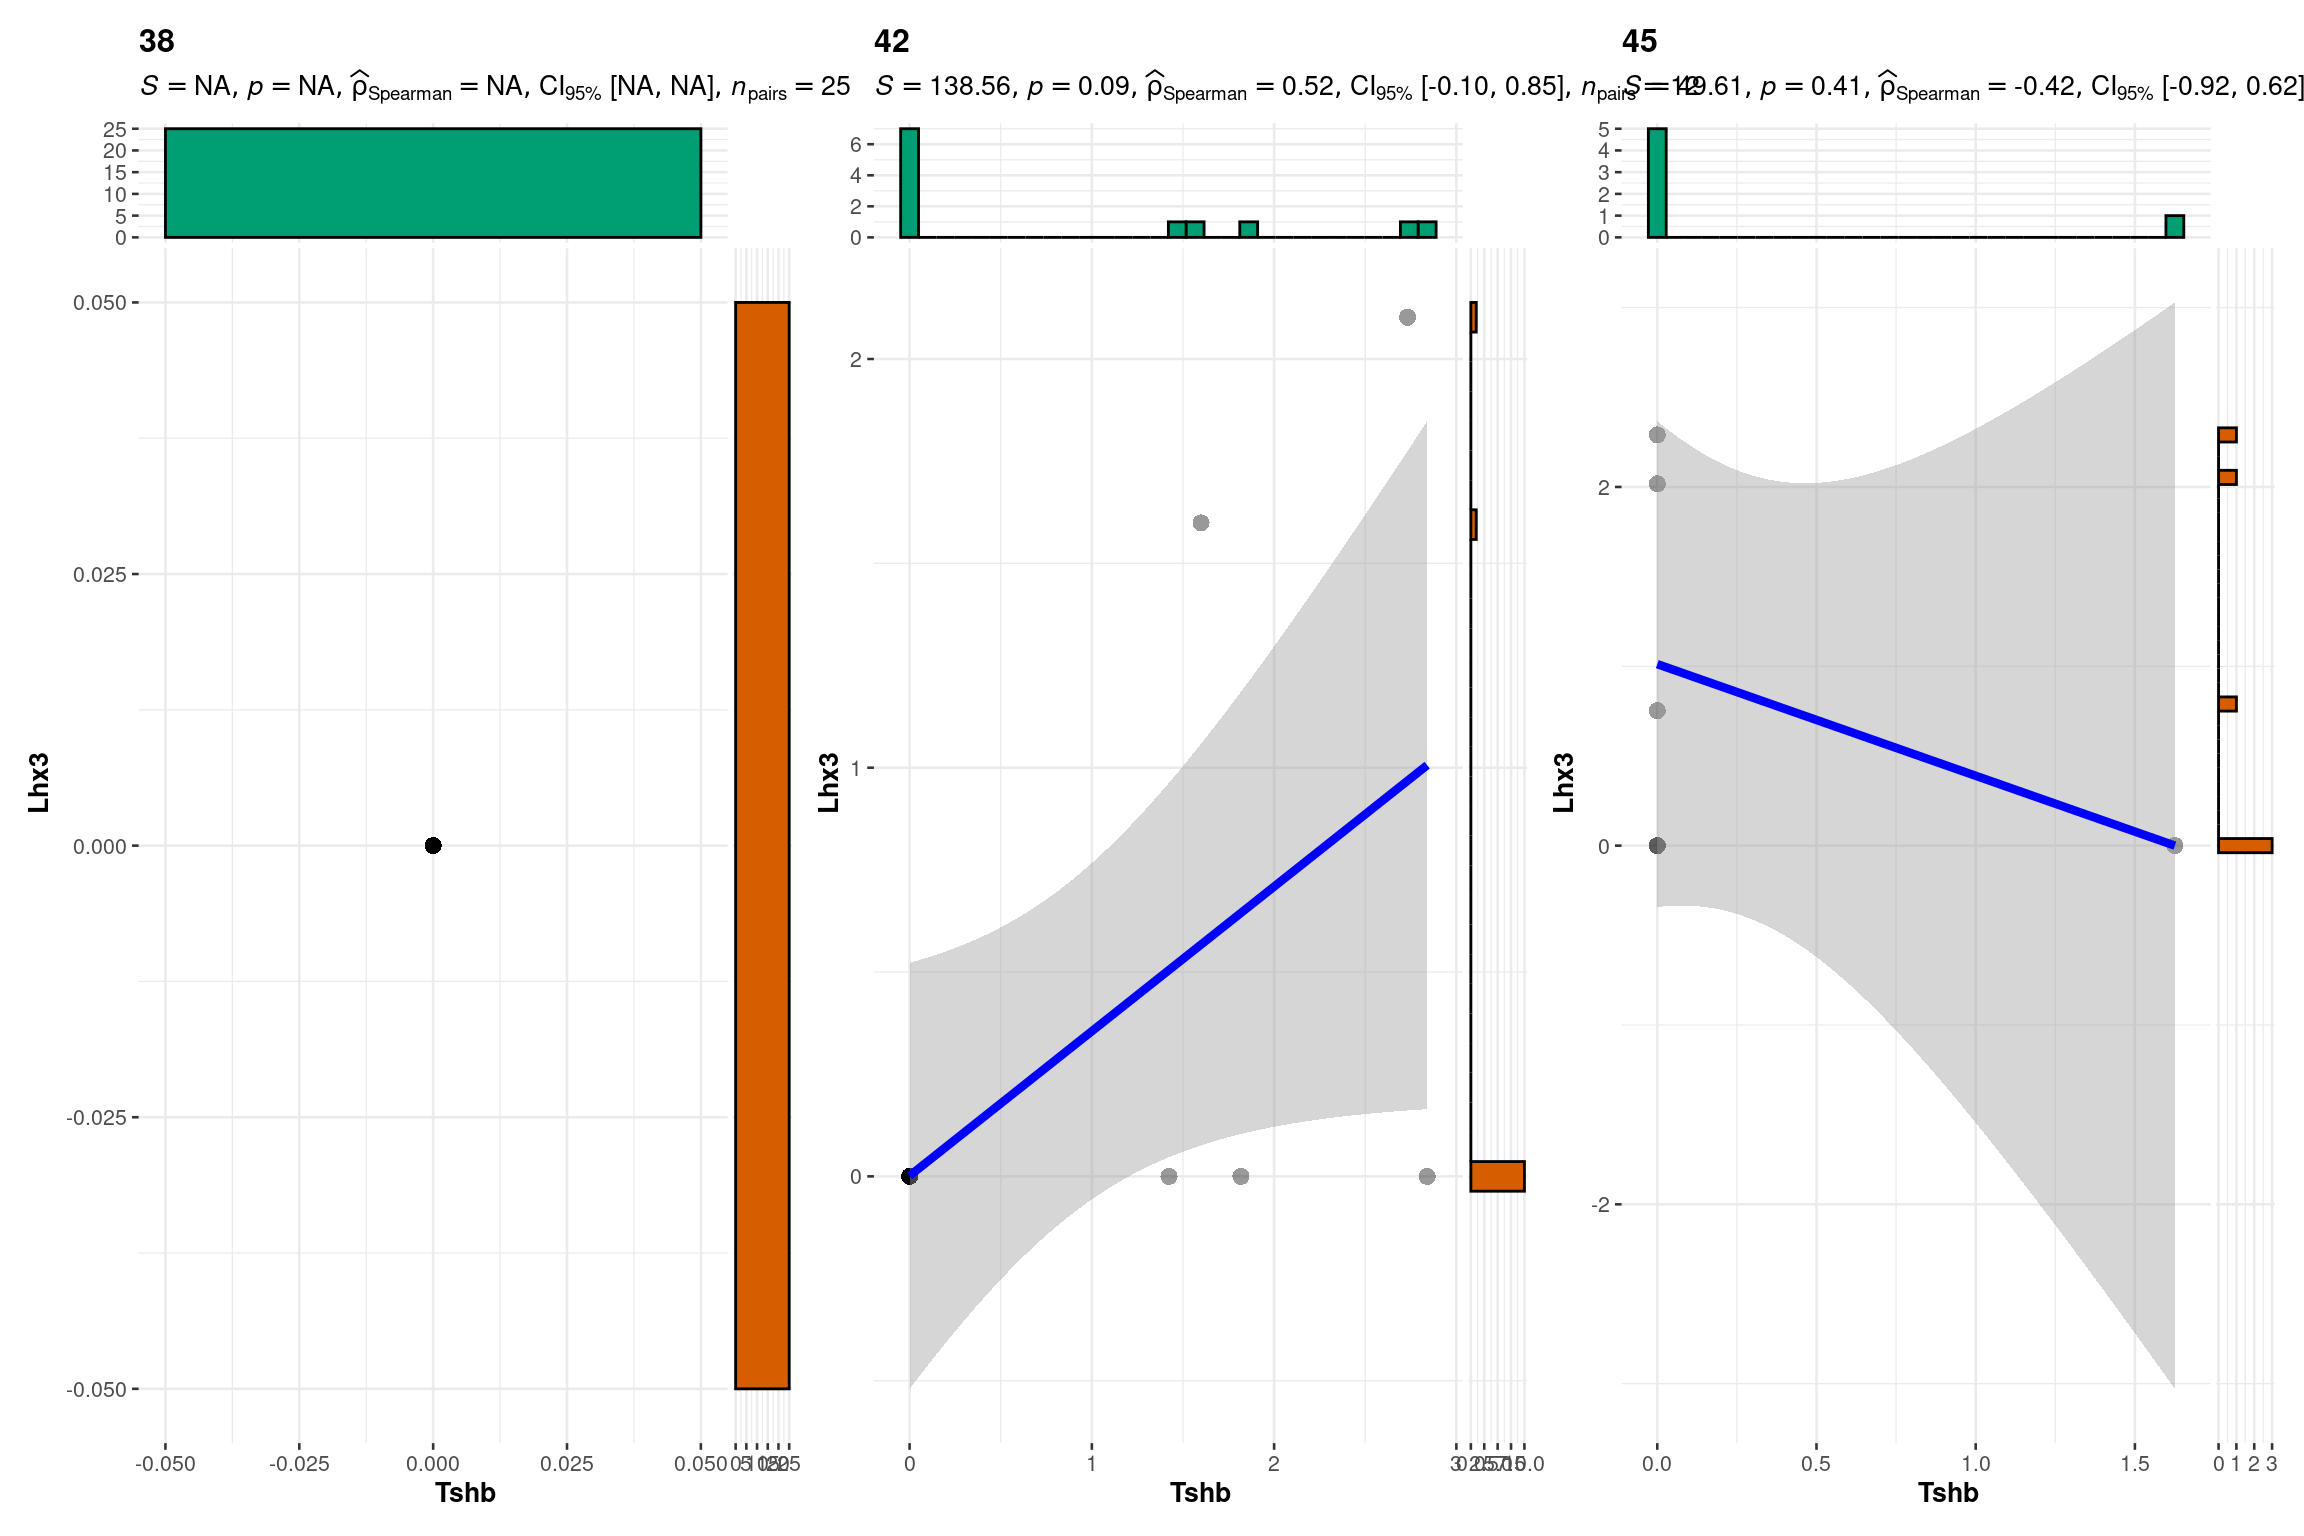 38 42 45
S = NA, p = NA, ρ̂Spearman = NA, CI95% [NA, NA], npairs = 25
S = 138.56, p = 0.09, ρ̂Spearman = 0.52, CI95% [-0.10, 0.85], npairs = 12
S = 49.61, p = 0.41, ρ̂Spearman = -0.42, CI95% [-0.92, 0.62]
25
20
15
10
5
0
6
4
2
0
5
4
3
2
1
0
Lhx3
0.050
0.025
0.000
-0.025
-0.050
Lhx3
2
1
0
Lhx3
2
0
-2
-0.050 -0.025 0.000 0.025 0.050
0 1 2 3
0.0 0.5 1.0 1.5
0 1 2 3
Tshb
Tshb
Tshb